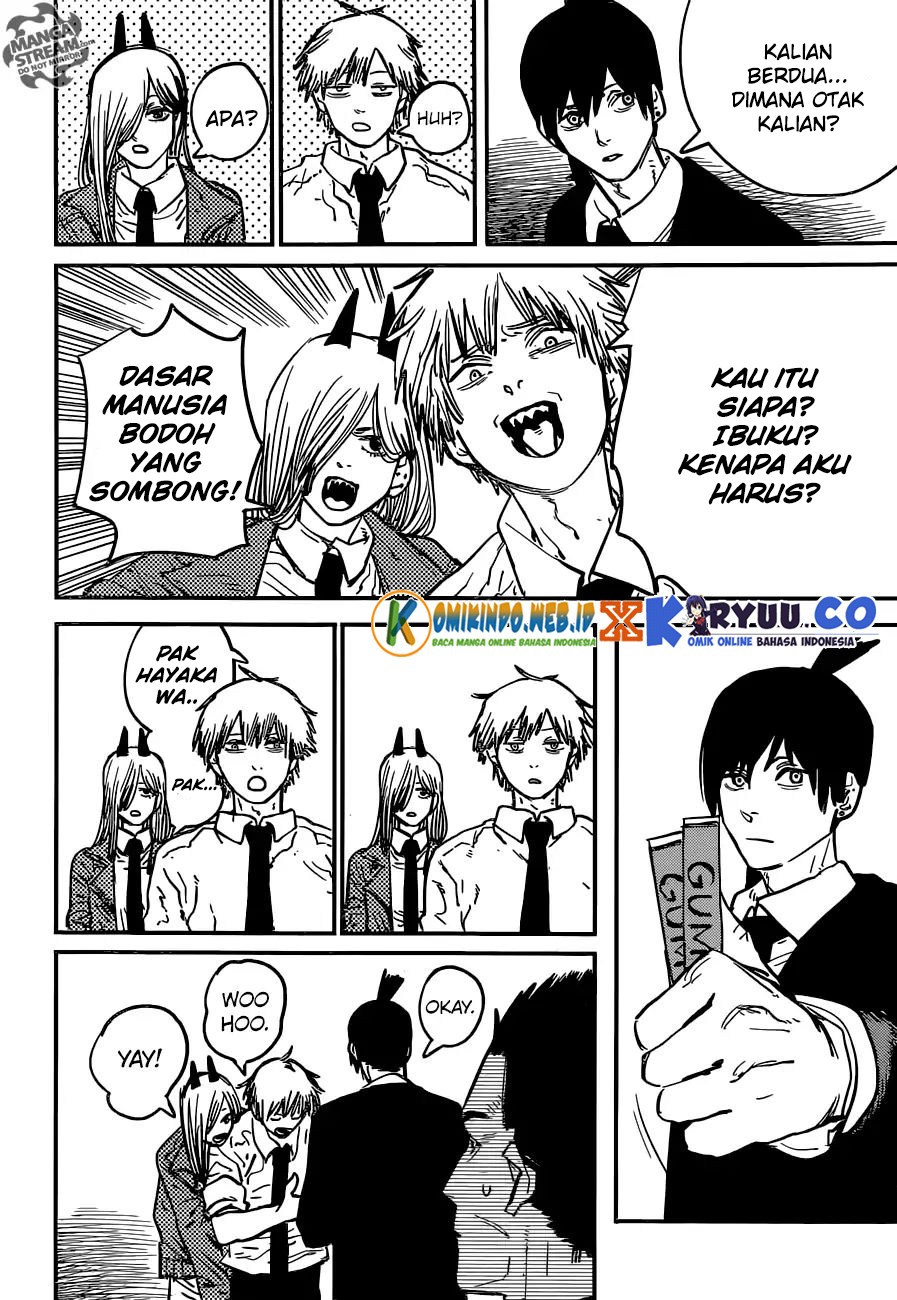 KALIAN
BERDUA...
DIMANA OTAK
KALIAN?
HUH?
APA?
MANGA
STREAM.com
DO NOT MIRROR!
KAU ITU
SIAPA?
IBUKU?
KENAPA AKU
HARUS?
DASAR
MANUSIA
BODOH
YANG
SOMBONG!
KOMIKINDO.WEB.ID
BACA MANGA ONLINE BAHASA INDONESIA
X
KIRYUU.CO
OMIK ONLINE BAHASA INDONESIA
GUM
GUM
PAK
HAYAKA
WA..
PAK...
OKAY.
WOO
HOO.
YAY!